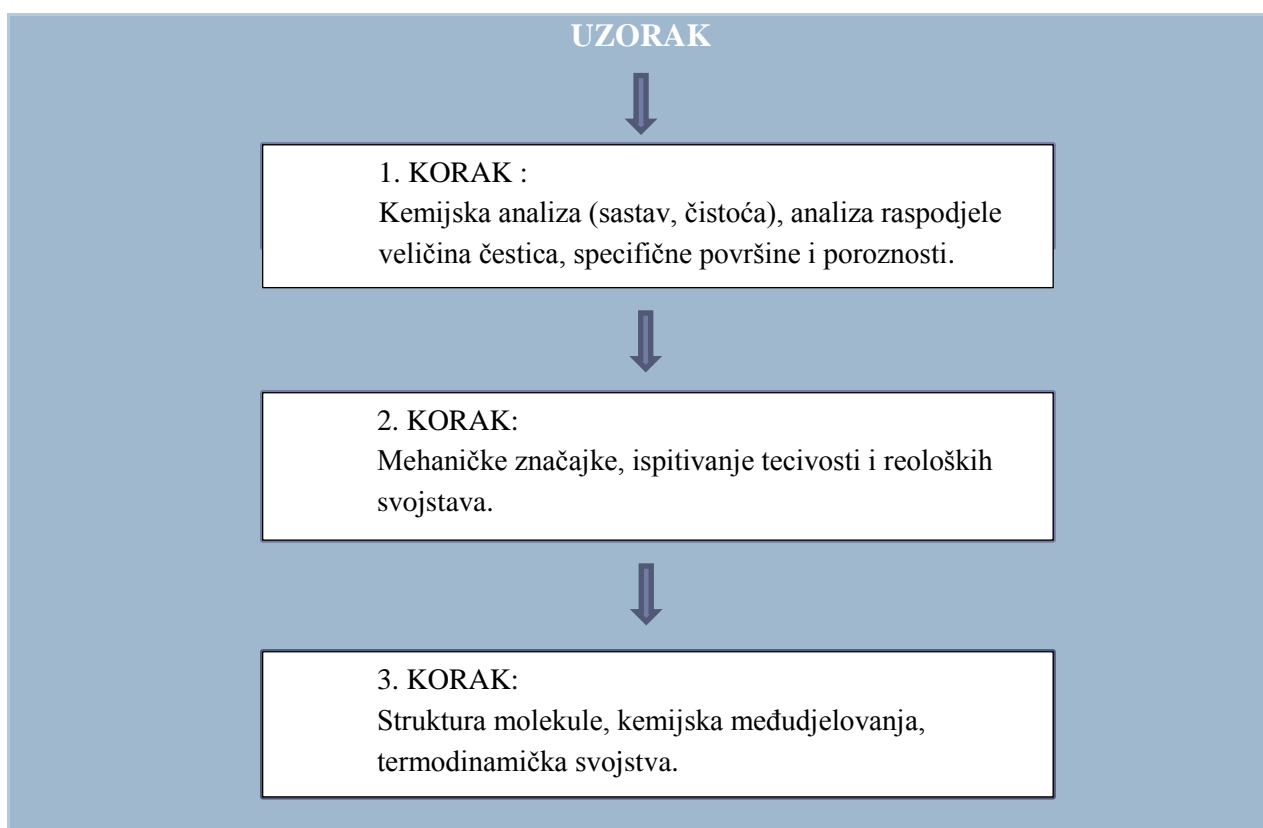 UZORAK
1. KORAK :
Kemijska analiza (sastav, čistoća), analiza raspodjele
veličina čestica, specifične površine i poroznosti.
2. KORAK:
Mehaničke značajke, ispitivanje tecivosti i reoloških
svojstava.
3. KORAK:
Struktura molekule, kemijska međudjelovanja,
termodinamička svojstva.